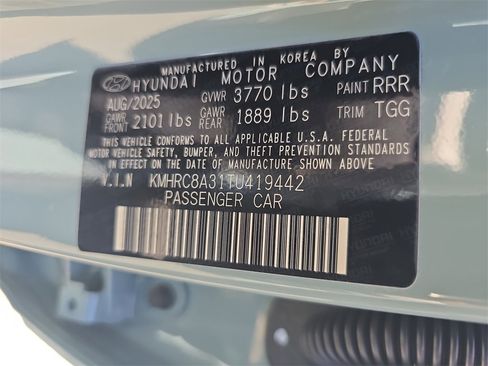 MANUFACTURED IN KOREA BY
HYUNDAI MOTOR COMPANY
AUG/2025 GVWR 3770 lbs PAINT RRR
GAWR FRONT 2101 lbs GAWR REAR 1889 lbs TRIM TGG
THIS VEHICLE CONFORMS TO ALL APPLICABLE U.S.A. FEDERAL
MOTOR VEHICLE SAFETY, BUMPER, AND THEFT PREVENTION STANDARDS
IN EFFECT ON THE DATE OF MANUFACTURE SHOWN ABOVE.
V.I.N KMHRC8A31TU419442
PASSENGER CAR